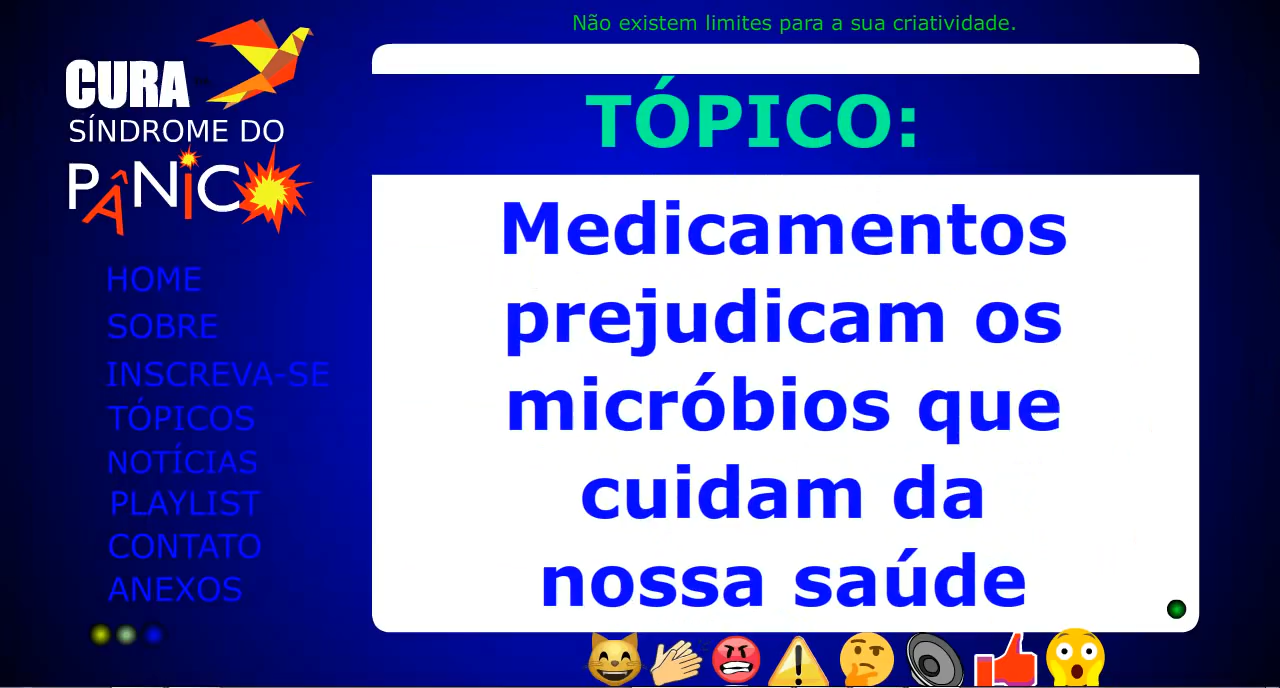 Não existem limites para a sua criatividade.
CURA
SÍNDROME DO
PÂNICO
TÓPICO:
Medicamentos
prejudicam os
micróbios que
cuidam da
nossa saúde
HOME
SOBRE
INSCREVA-SE
TÓPICOS
NOTÍCIAS
PLAYLIST
CONTATO
ANEXOS